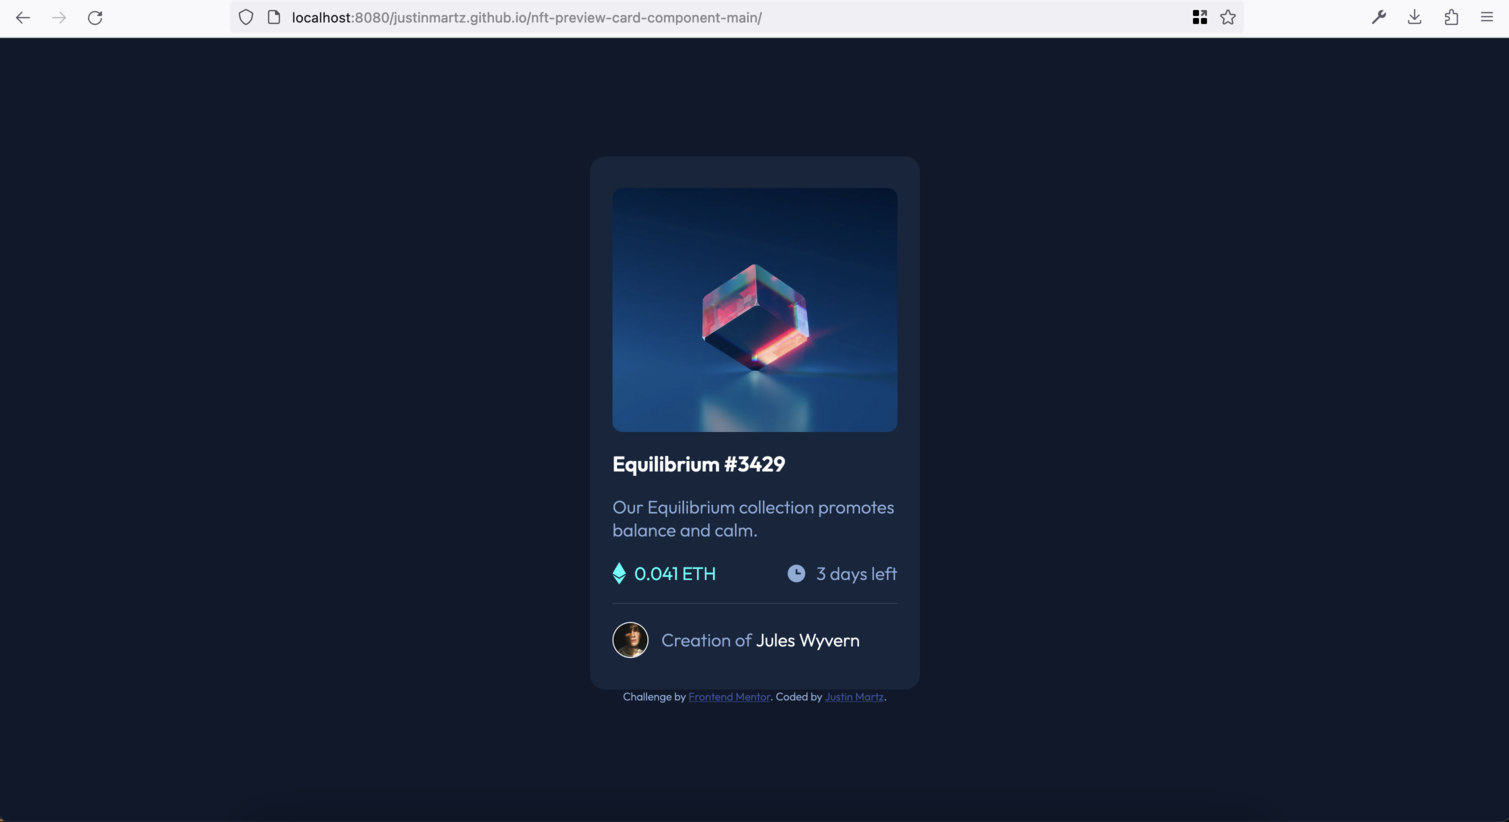 localhost:8080/justinmartz.github.io/nft-preview-card-component-main/
Equilibrium #3429
Our Equilibrium collection promotes
balance and calm.
0.041 ETH
3 days left
Creation of Jules Wyvern
Challenge by Frontend Mentor. Coded by Justin Martz.